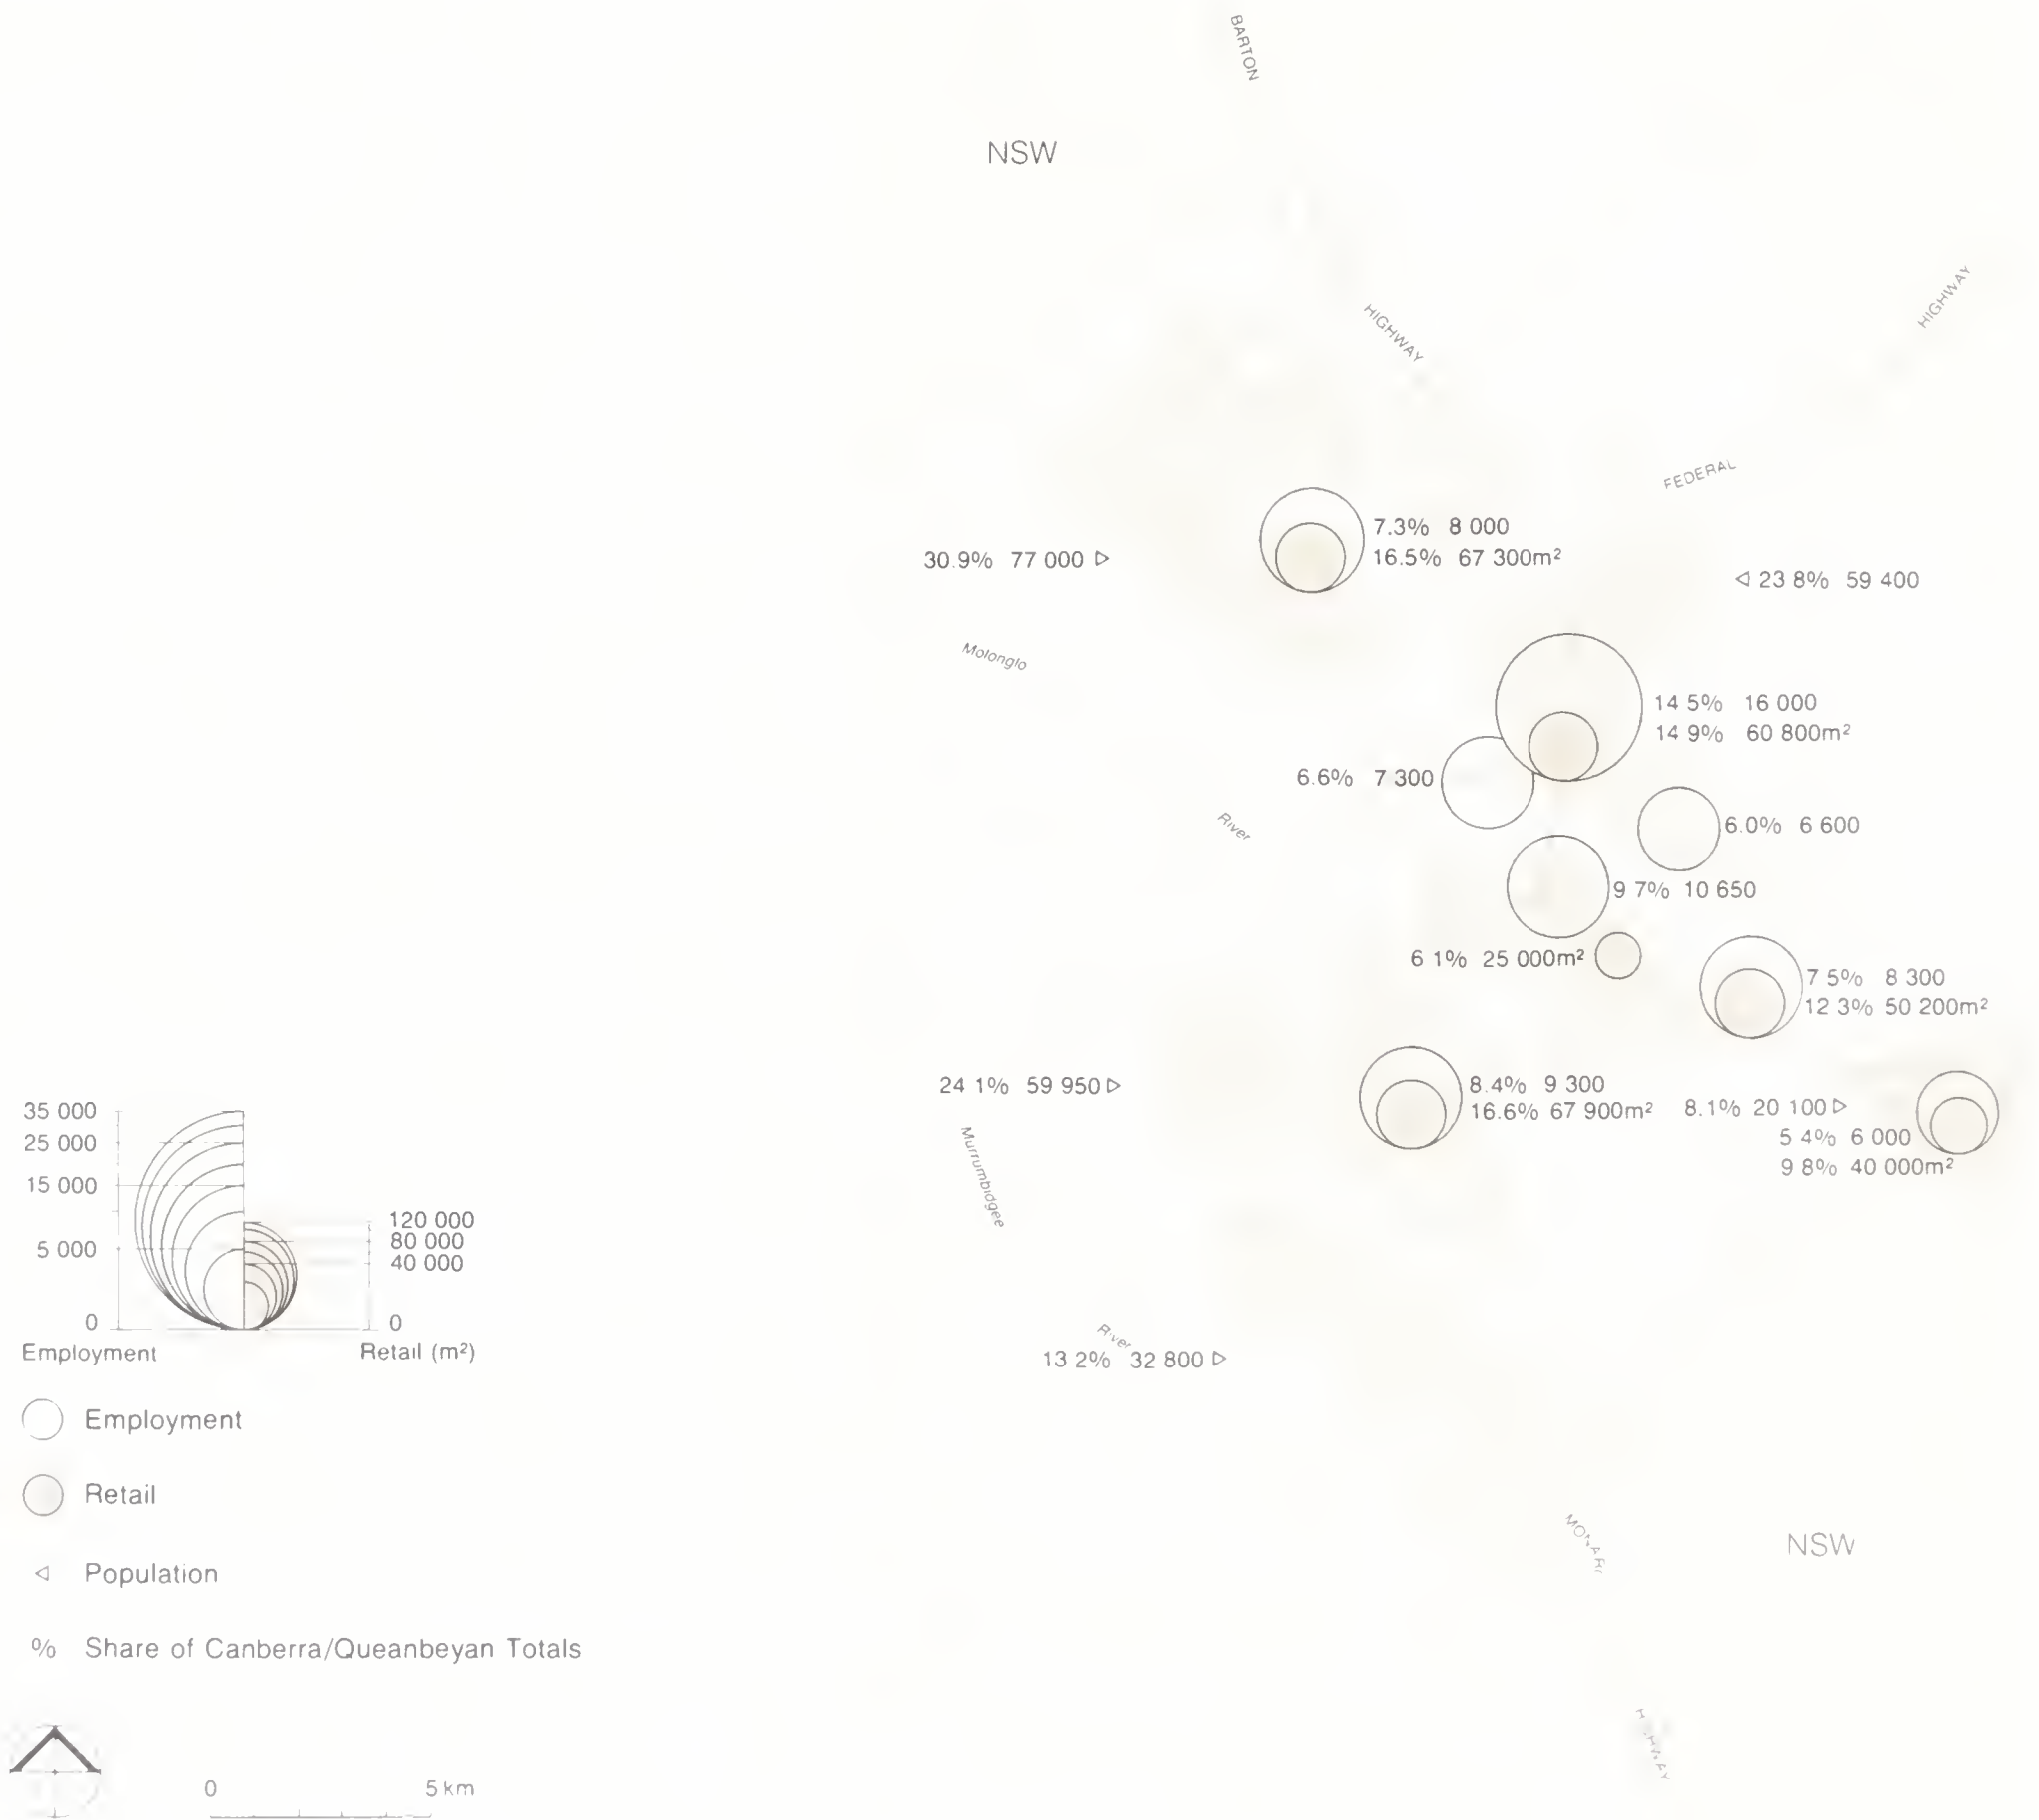 BARTON
NSW
HIGHWAY
HIGHWAY
FEDERAL
7.3% 8 000
16.5% 67 300m²
30.9% 77 000
23 8% 59 400
Molonglo
14 5% 16 000
14 9% 60 800m²
6.6% 7 300
River
6.0% 6 600
9 7% 10 650
6 1% 25 000m²
7 5% 8 300
12 3% 50 200m²
24 1% 59 950
8.4% 9 300
16.6% 67 900m²
8.1% 20 100
5 4% 6 000
9 8% 40 000m²
Murrumbidgee
River
13 2% 32 800
35 000
25 000
15 000
5 000
0
Employment
120 000
80 000
40 000
0
Retail (m²)
Employment
Retail
Population
% Share of Canberra/Queanbeyan Totals
NSW
0 5 km